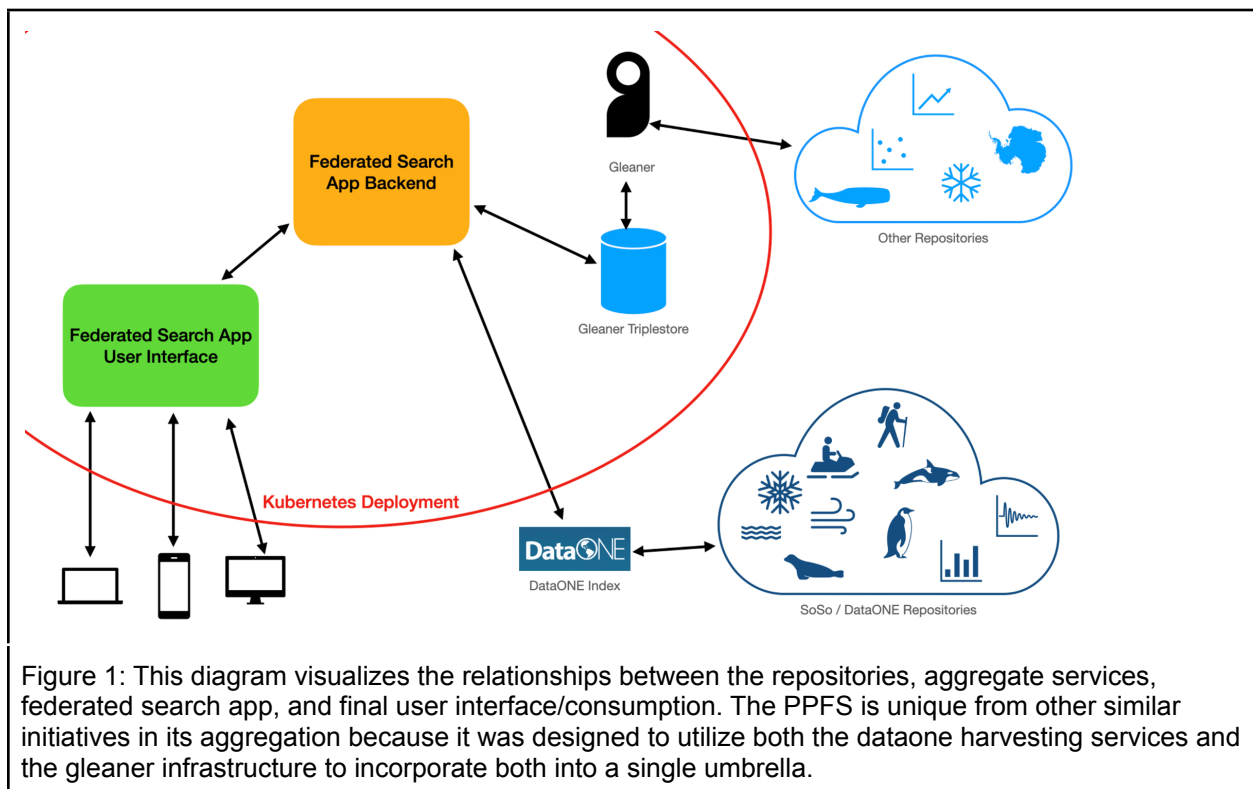 Federated Search
App Backend
Gleaner
Other Repositories
Federated Search App
User Interface
Gleaner Triplestore
Kubernetes Deployment
DataONE
DataONE Index
SoSo / DataONE Repositories
Figure 1: This diagram visualizes the relationships between the repositories, aggregate services,
federated search app, and final user interface/consumption. The PPFS is unique from other similar
initiatives in its aggregation because it was designed to utilize both the dataone harvesting services and
the gleaner infrastructure to incorporate both into a single umbrella.